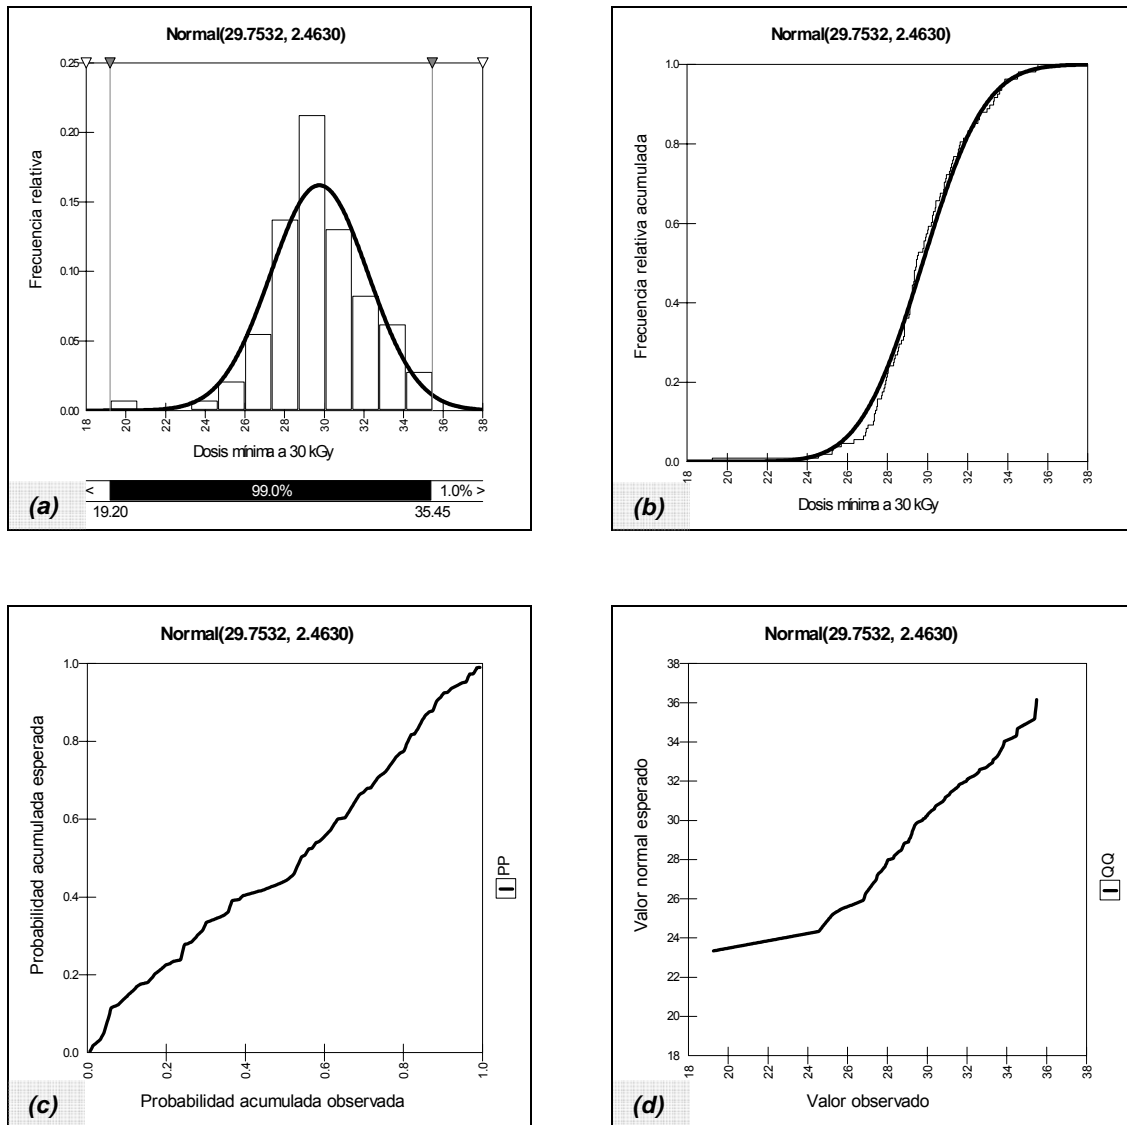 Normal(29.7532, 2.4630)
0.25
0.20
0.15
0.10
0.05
0.00
Frecuencia relativa
18 20 22 24 26 28 30 32 34 36 38
Dosis mínima a 30 kGy
< 99.0% 1.0% >
19.20 35.45
(a)
Normal(29.7532, 2.4630)
1.0
0.8
0.6
0.4
0.2
0.0
Frecuencia relativa acumulada
18 20 22 24 26 28 30 32 34 36 38
Dosis mínima a 30 kGy
(b)
Normal(29.7532, 2.4630)
1.0
0.8
0.6
0.4
0.2
0.0
Probabilidad acumulada esperada
0.0 0.2 0.4 0.6 0.8 1.0
Probabilidad acumulada observada
PP
(c)
Normal(29.7532, 2.4630)
38
36
34
32
30
28
26
24
22
20
18
Valor normal esperado
18 20 22 24 26 28 30 32 34 36 38
Valor observado
QQ
(d)